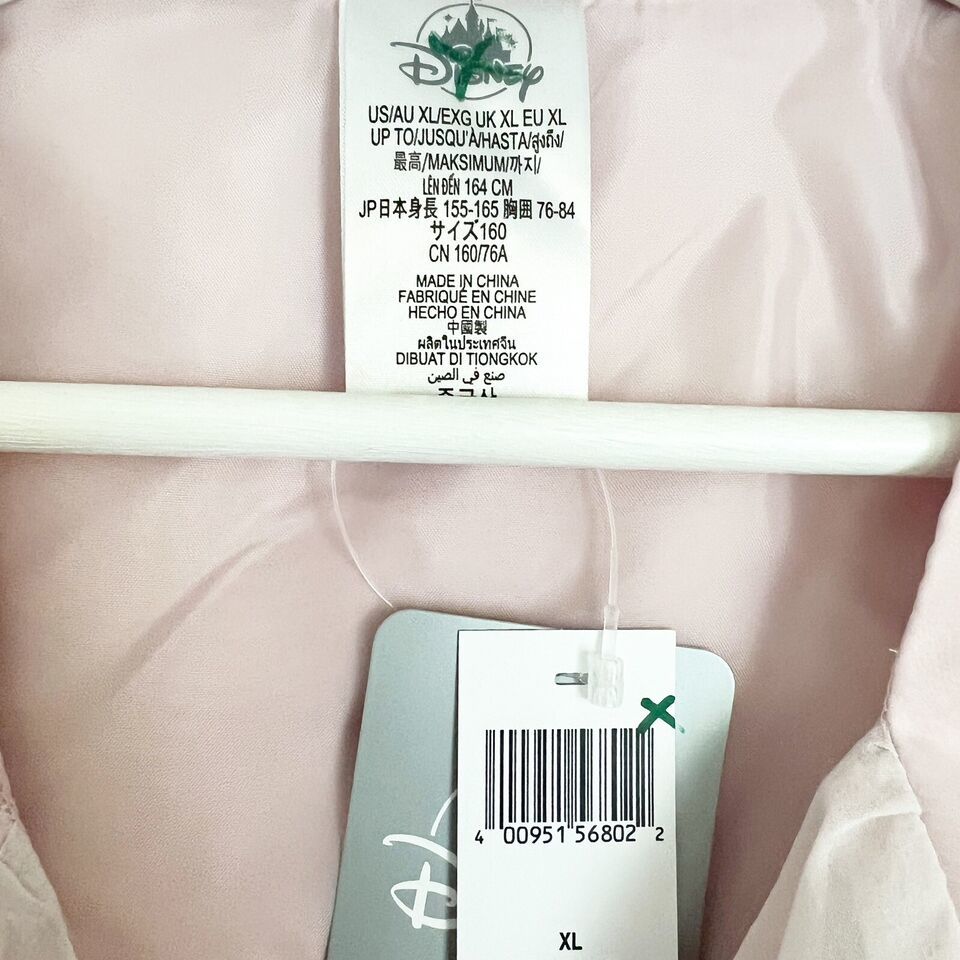 Disney
US/AU XL/EXG UK XL EU XL
UP TO/JUSQU'À/HASTA/สูงถึง/
最高/MAKSIMUM/까지/
LÊN ĐẾN 164 CM
JP日本身長 155-165 胸囲 76-84
サイズ160
CN 160/76A
MADE IN CHINA
FABRIQUÉ EN CHINE
HECHO EN CHINA
中國製
ผลิตในประเทศจีน
DIBUAT DI TIONGKOK
صنع في الصين
4 00951 56802 2
XL